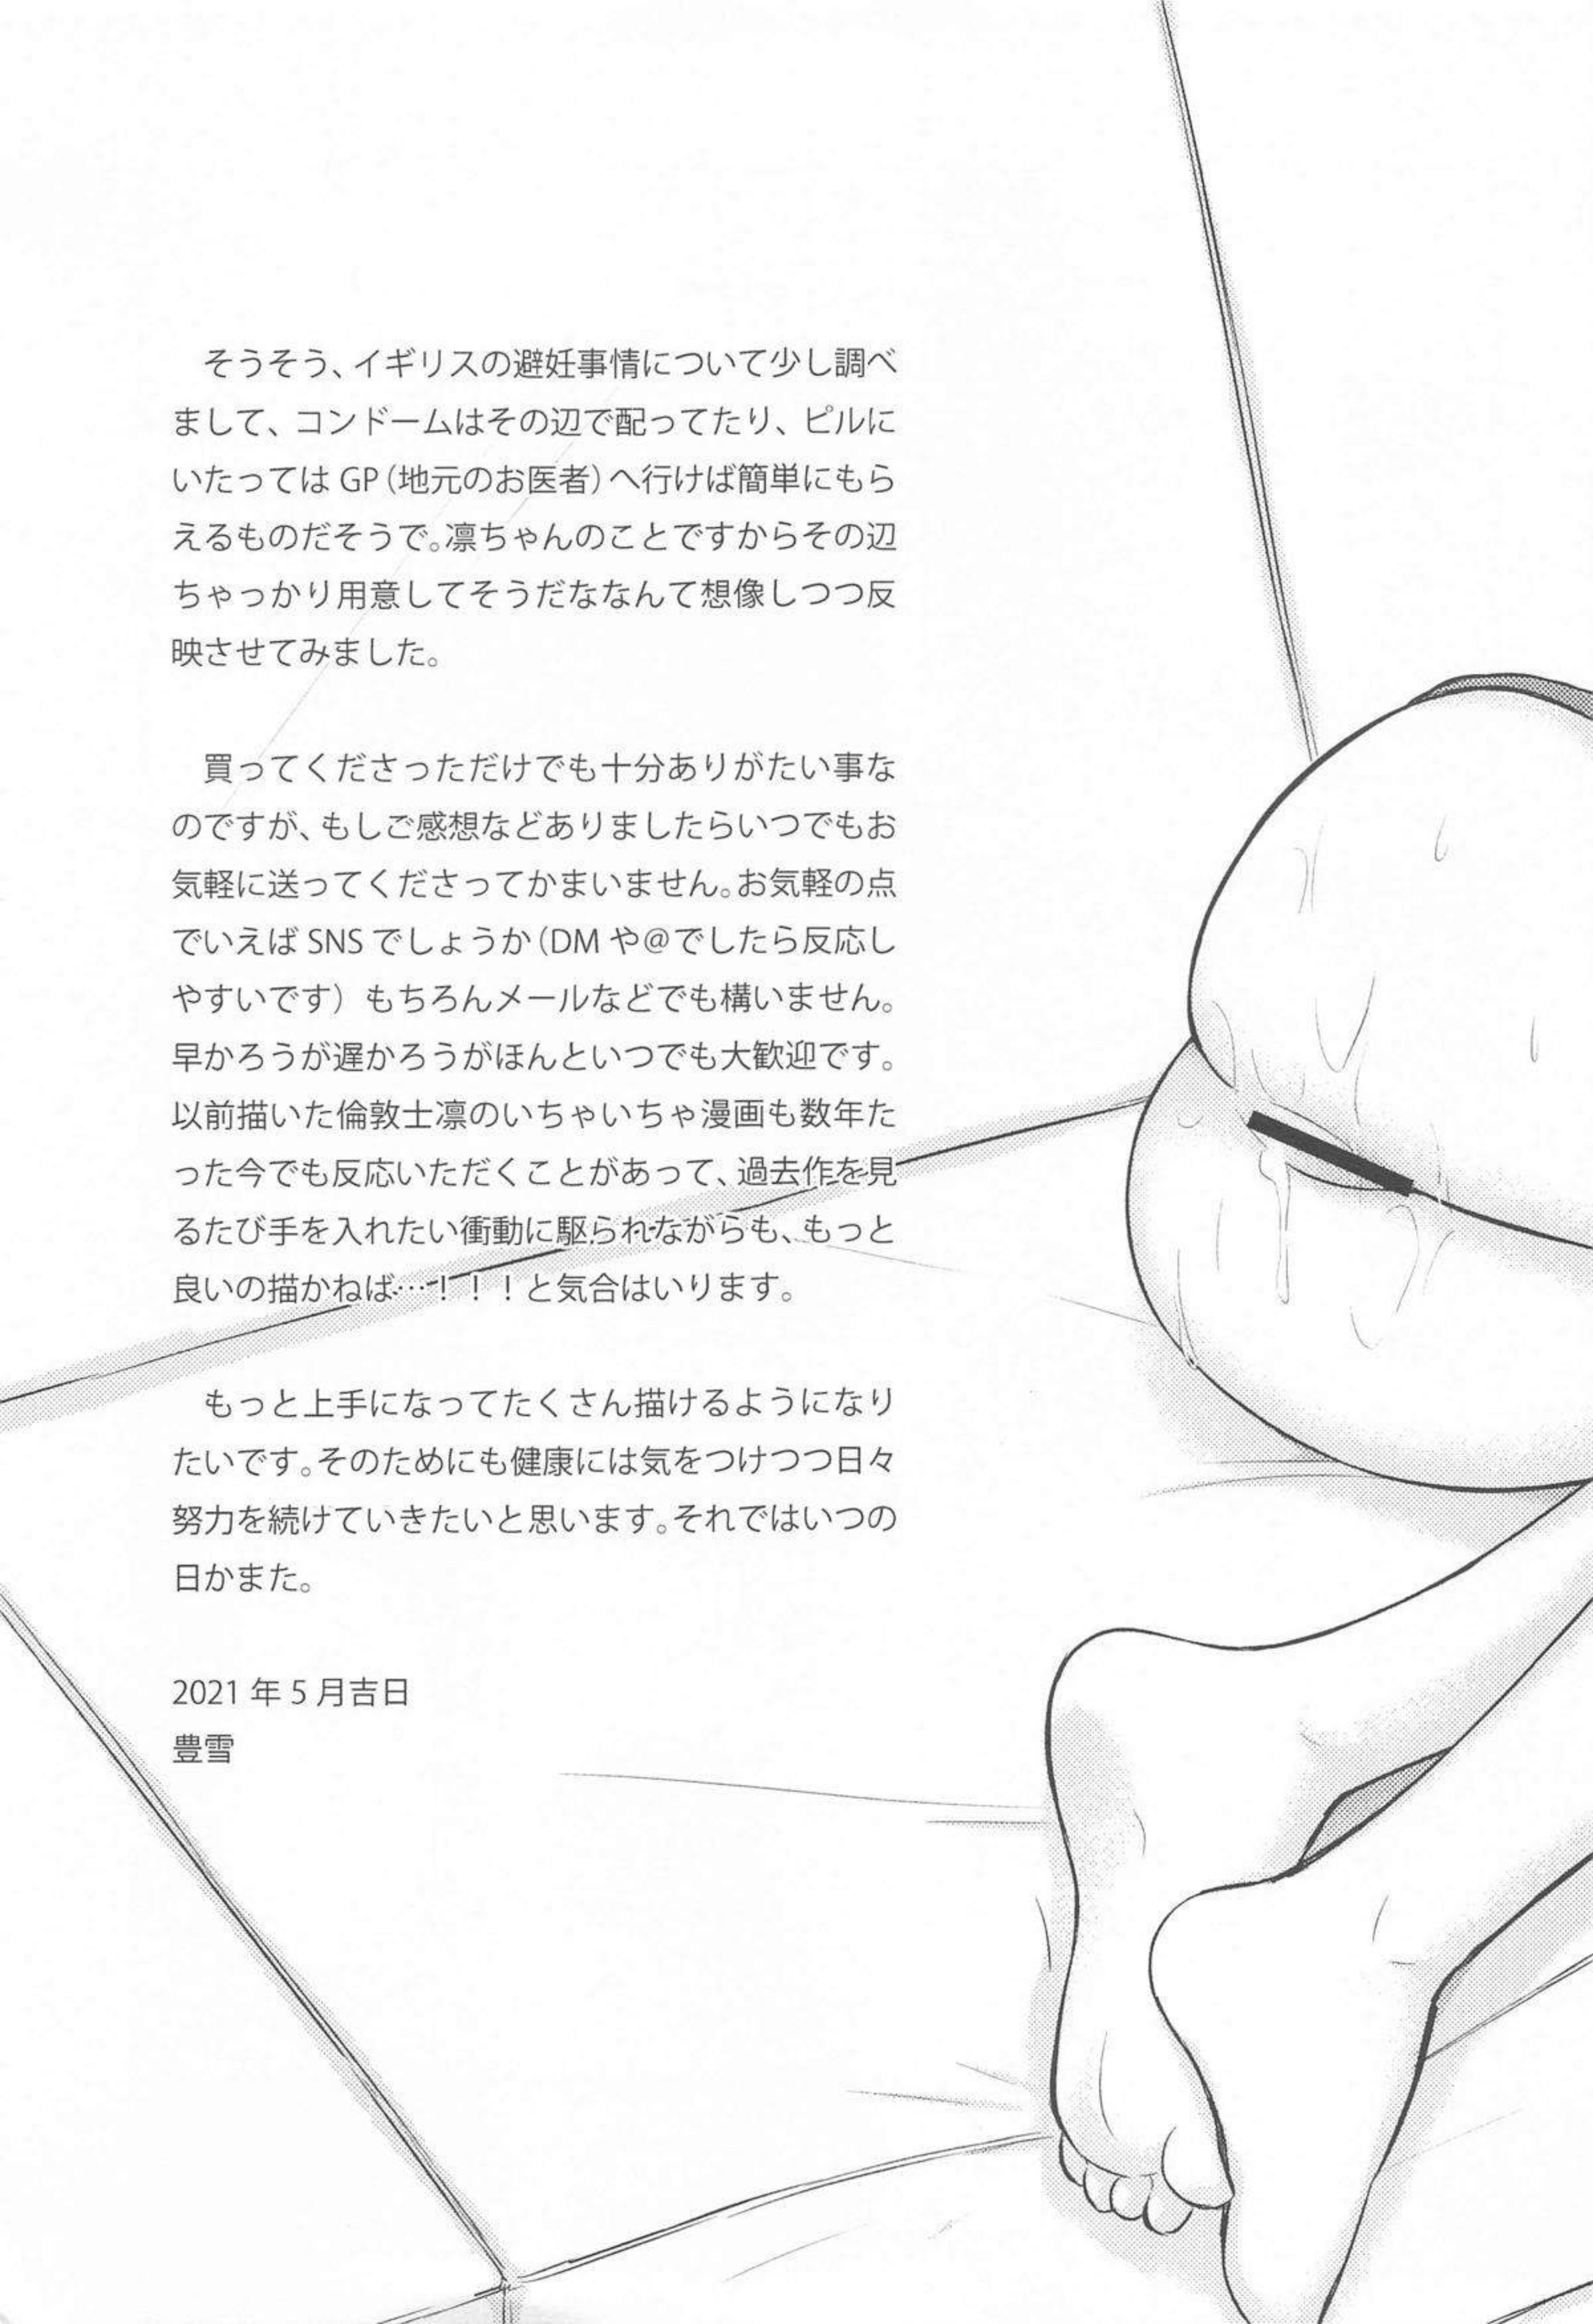 そうそう、イギリスの避妊事情について少し調べ
まして、コンドームはその辺で配ってたり、ピルに
いたっては GP（地元のお医者）へ行けば簡単にもら
えるものだそうで。凛ちゃんのことですからその辺
ちゃっかり用意してそうだななんて想像しつつ反
映させてみました。
買ってくださっただけでも十分ありがたい事な
のですが、もしご感想などありましたらいつでもお
気軽に送ってくださってかまいません。お気軽の点
でいえば SNS でしょうか（DM や@でしたら反応し
やすいです）もちろんメールなどでも構いません。
早かろうが遅かろうがほんといつでも大歓迎です。
以前描いた倫敦士凛のいちゃいちゃ漫画も数年た
った今でも反応いただくことがあって、過去作を見
るたび手を入れたい衝動に駆られながらも、もっと
良いの描かねば…！！！と気合はいります。
もっと上手になってたくさん描けるようになり
たいです。そのためにも健康には気をつけつつ日々
努力を続けていきたいと思います。それではいつの
日かまた。
2021 年 5 月吉日
豊雪